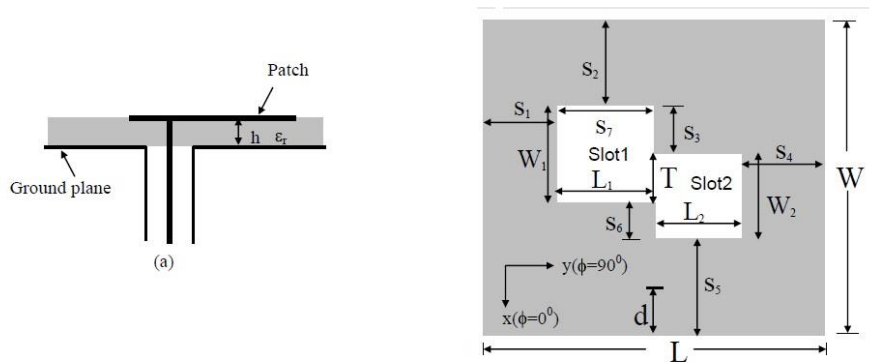 Patch
h εr
Ground plane
(a)
S2
S1
S7
S3
W1
Slot1
S4
L1
T
Slot2
W
L2
W2
S6
y(ϕ=90⁰)
S5
x(ϕ=0⁰)
d
L